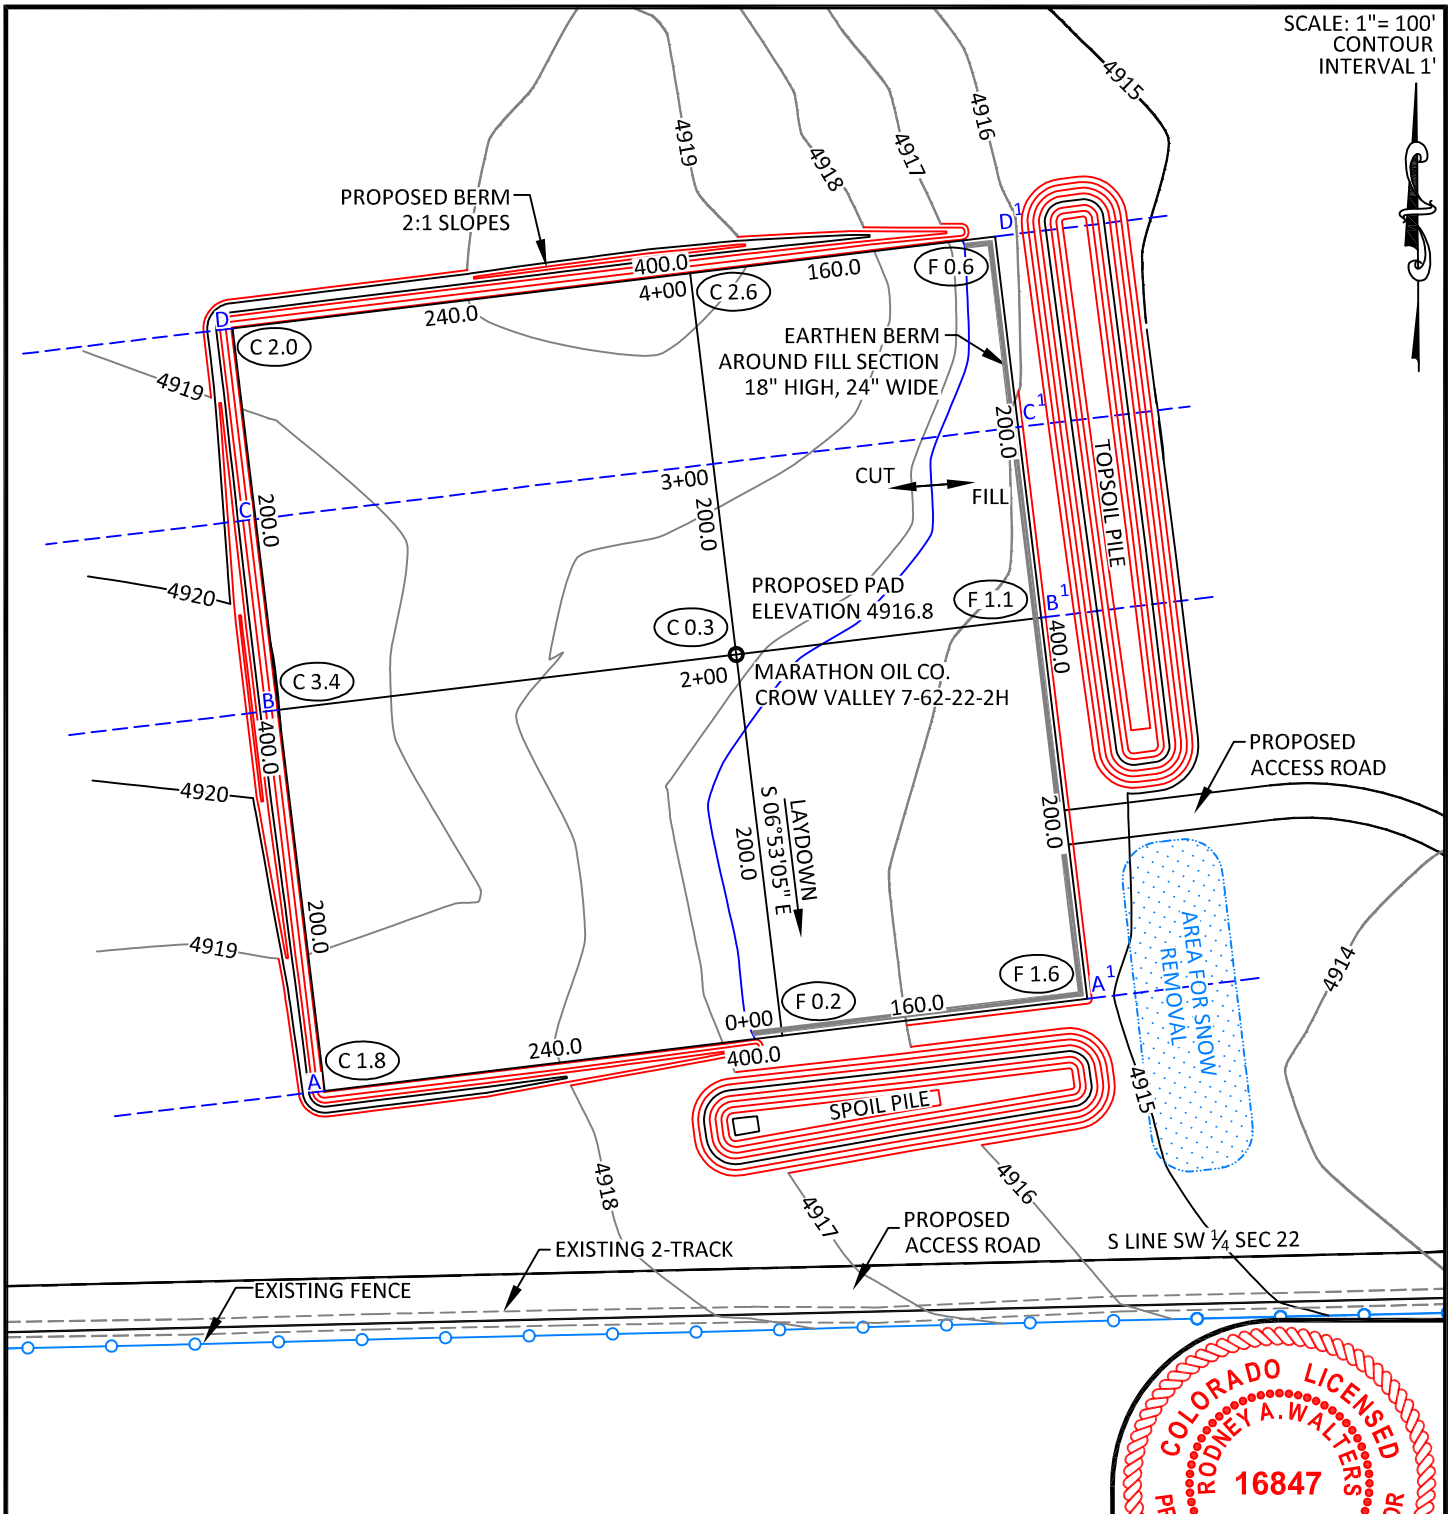 SCALE: 1"= 100'
CONTOUR
INTERVAL 1'
4915
4916
4917
4918
4919
PROPOSED BERM
2:1 SLOPES
D¹
400.0
160.0
F 0.6
4+00
C 2.6
240.0
D
C 2.0
EARTHEN BERM
AROUND FILL SECTION
18" HIGH, 24" WIDE
4919
C¹
200.0
TOPSOIL PILE
3+00
CUT
FILL
C
200.0
200.0
4920
PROPOSED PAD
ELEVATION 4916.8
F 1.1
B¹
C 0.3
400.0
2+00
MARATHON OIL CO.
CROW VALLEY 7-62-22-2H
C 3.4
B
400.0
PROPOSED
ACCESS ROAD
4920
LAYDOWN
S 06°53'05" E
200.0
200.0
200.0
4919
AREA FOR SNOW
REMOVAL
4914
F 1.6
A¹
F 0.2
160.0
0+00
240.0
400.0
C 1.8
A
SPOIL PILE
4915
4918
4917
4916
PROPOSED
ACCESS ROAD
S LINE SW ¼ SEC 22
EXISTING 2-TRACK
EXISTING FENCE
COLORADO LICENSED
RODNEY A. WALTERS
16847